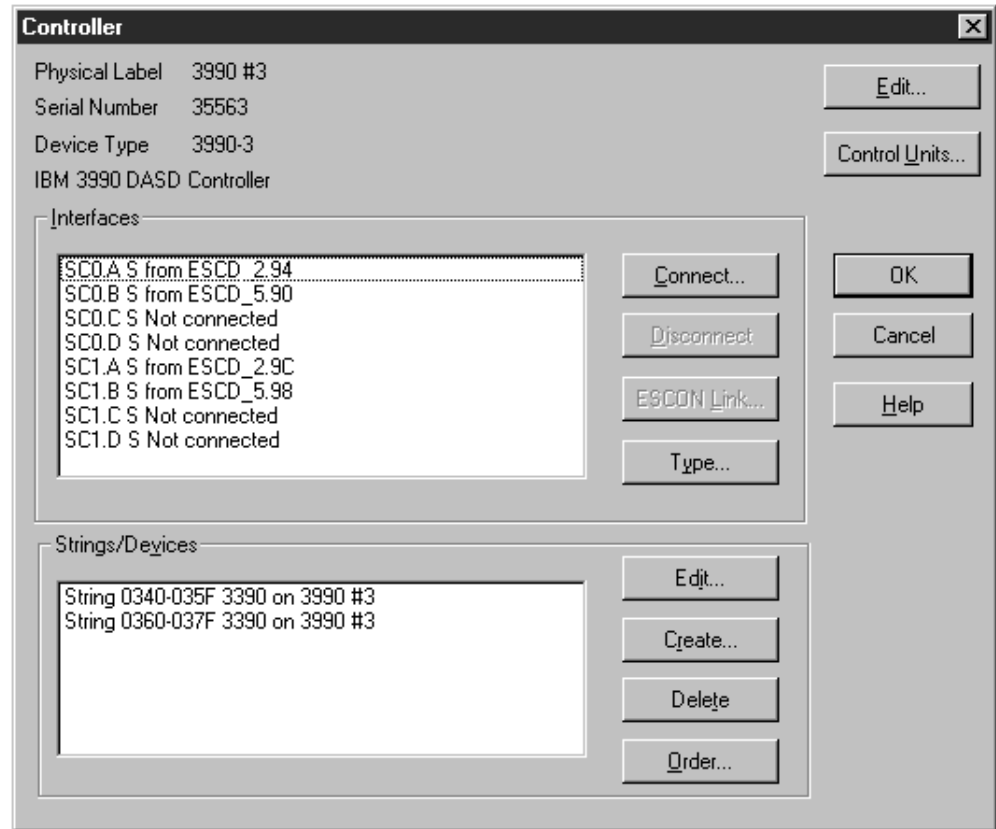 Controller
Physical Label 3990 #3
Serial Number 35563
Device Type 3990-3
IBM 3990 DASD Controller
Edit...
Control Units...
Interfaces
SC0.A S from ESCD_2.94
SC0.B S from ESCD_5.90
SC0.C S Not connected
SC0.D S Not connected
SC1.A S from ESCD_2.9C
SC1.B S from ESCD_5.98
SC1.C S Not connected
SC1.D S Not connected
Connect...
Disconnect
ESCON Link...
Type...
OK
Cancel
Help
Strings/Devices
String 0340-035F 3390 on 3990 #3
String 0360-037F 3390 on 3990 #3
Edit...
Create...
Delete
Order...